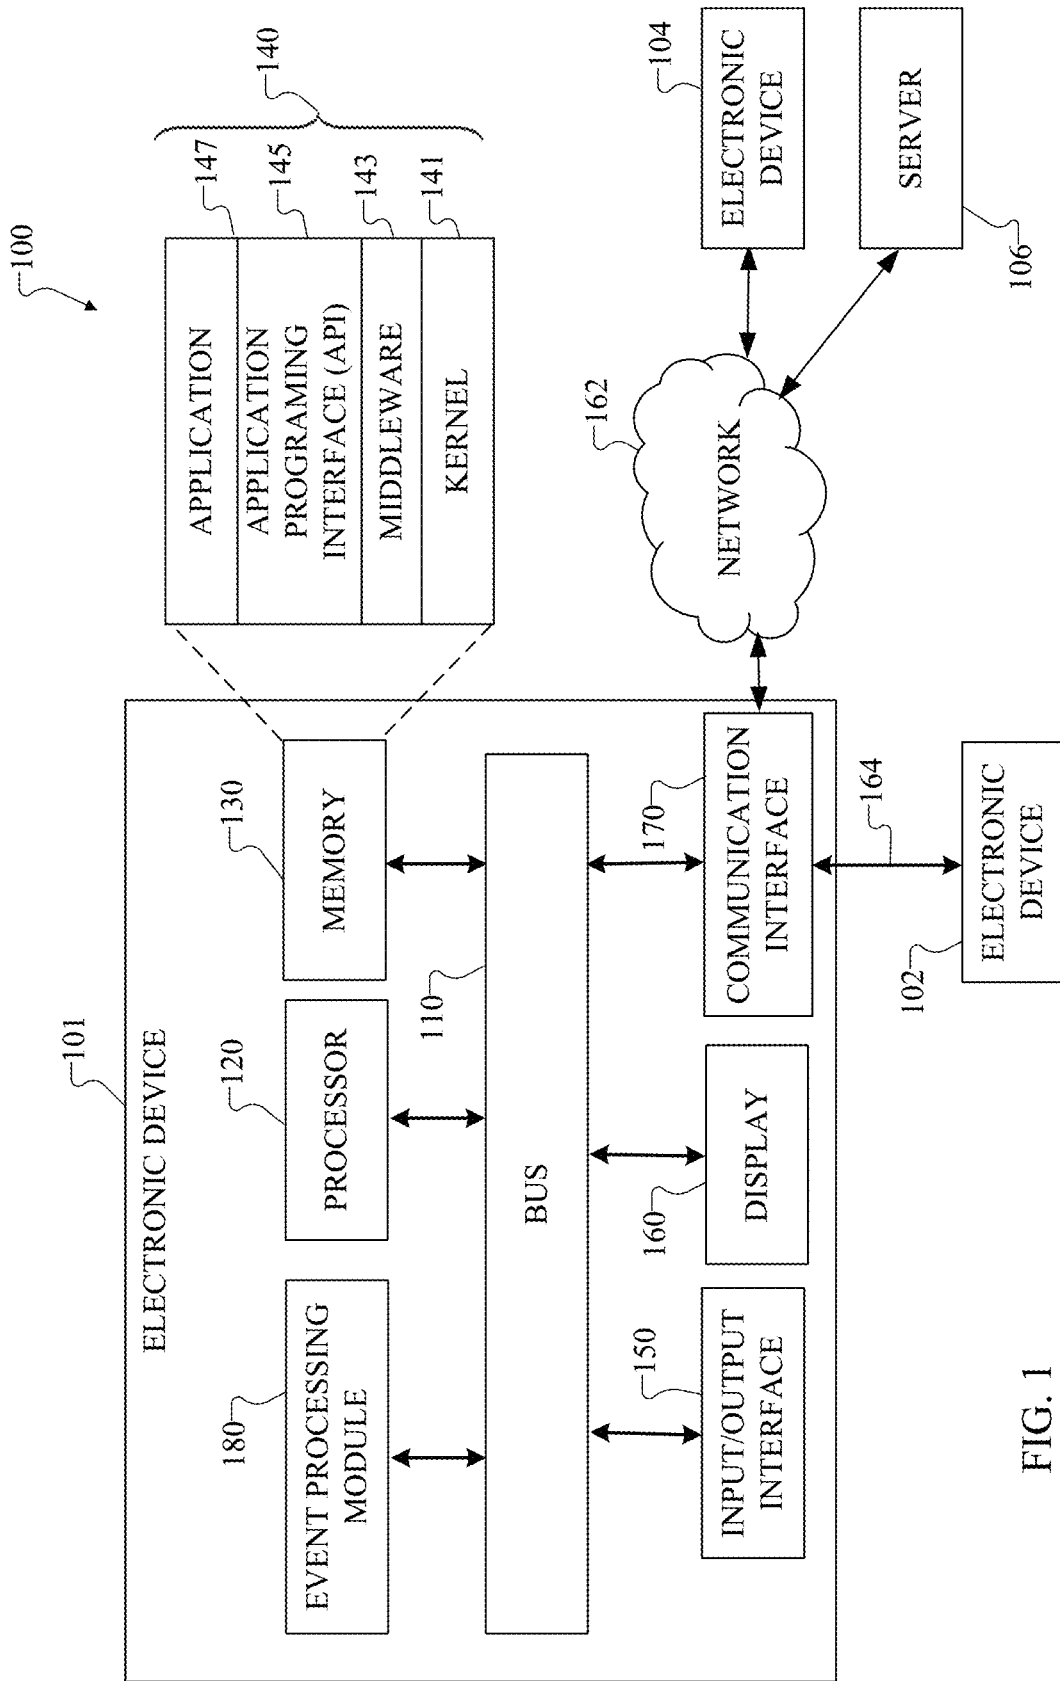 100
101
ELECTRONIC DEVICE
180
EVENT PROCESSING
MODULE
120
PROCESSOR
130
MEMORY
147
145
143
141
140
APPLICATION
APPLICATION
PROGRAMING
INTERFACE (API)
MIDDLEWARE
KERNEL
110
BUS
150
INPUT/OUTPUT
INTERFACE
160
DISPLAY
170
COMMUNICATION
INTERFACE
162
NETWORK
104
ELECTRONIC
DEVICE
SERVER
106
164
102
ELECTRONIC
DEVICE
FIG. 1